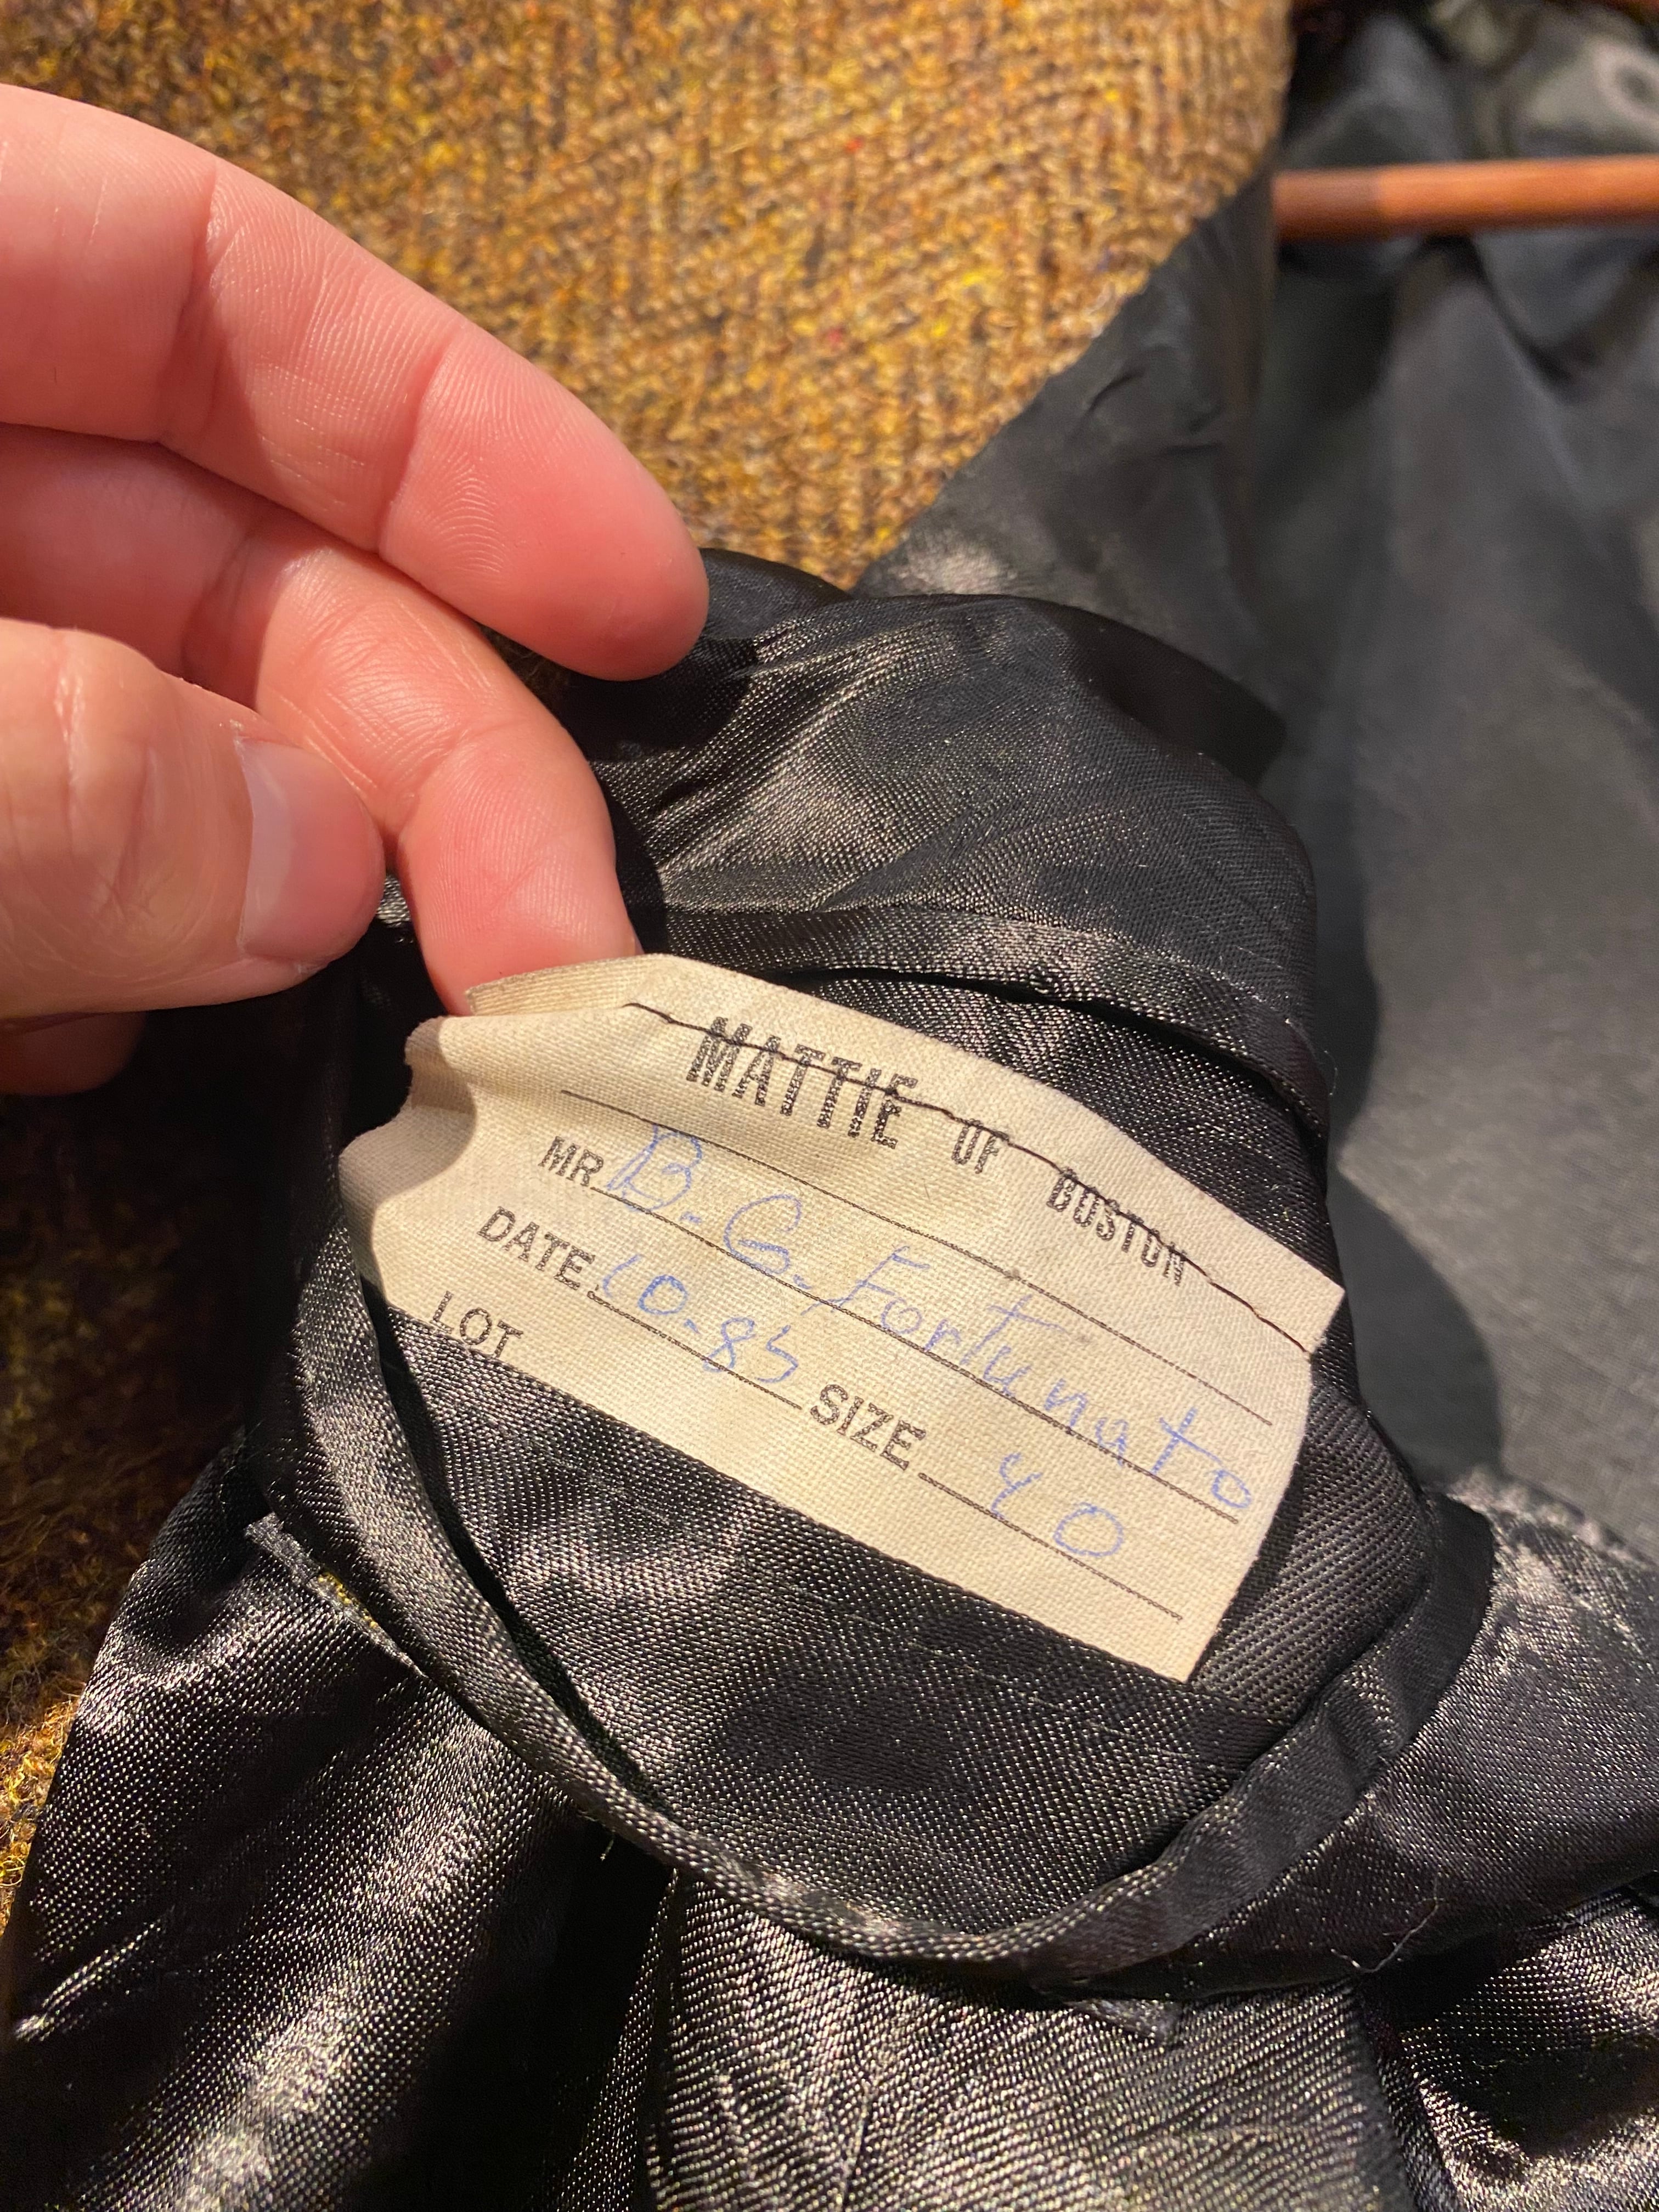 MATTIE OF BOSTON
MR. B. G. Fortunato
DATE 10-85 SIZE 40
LOT